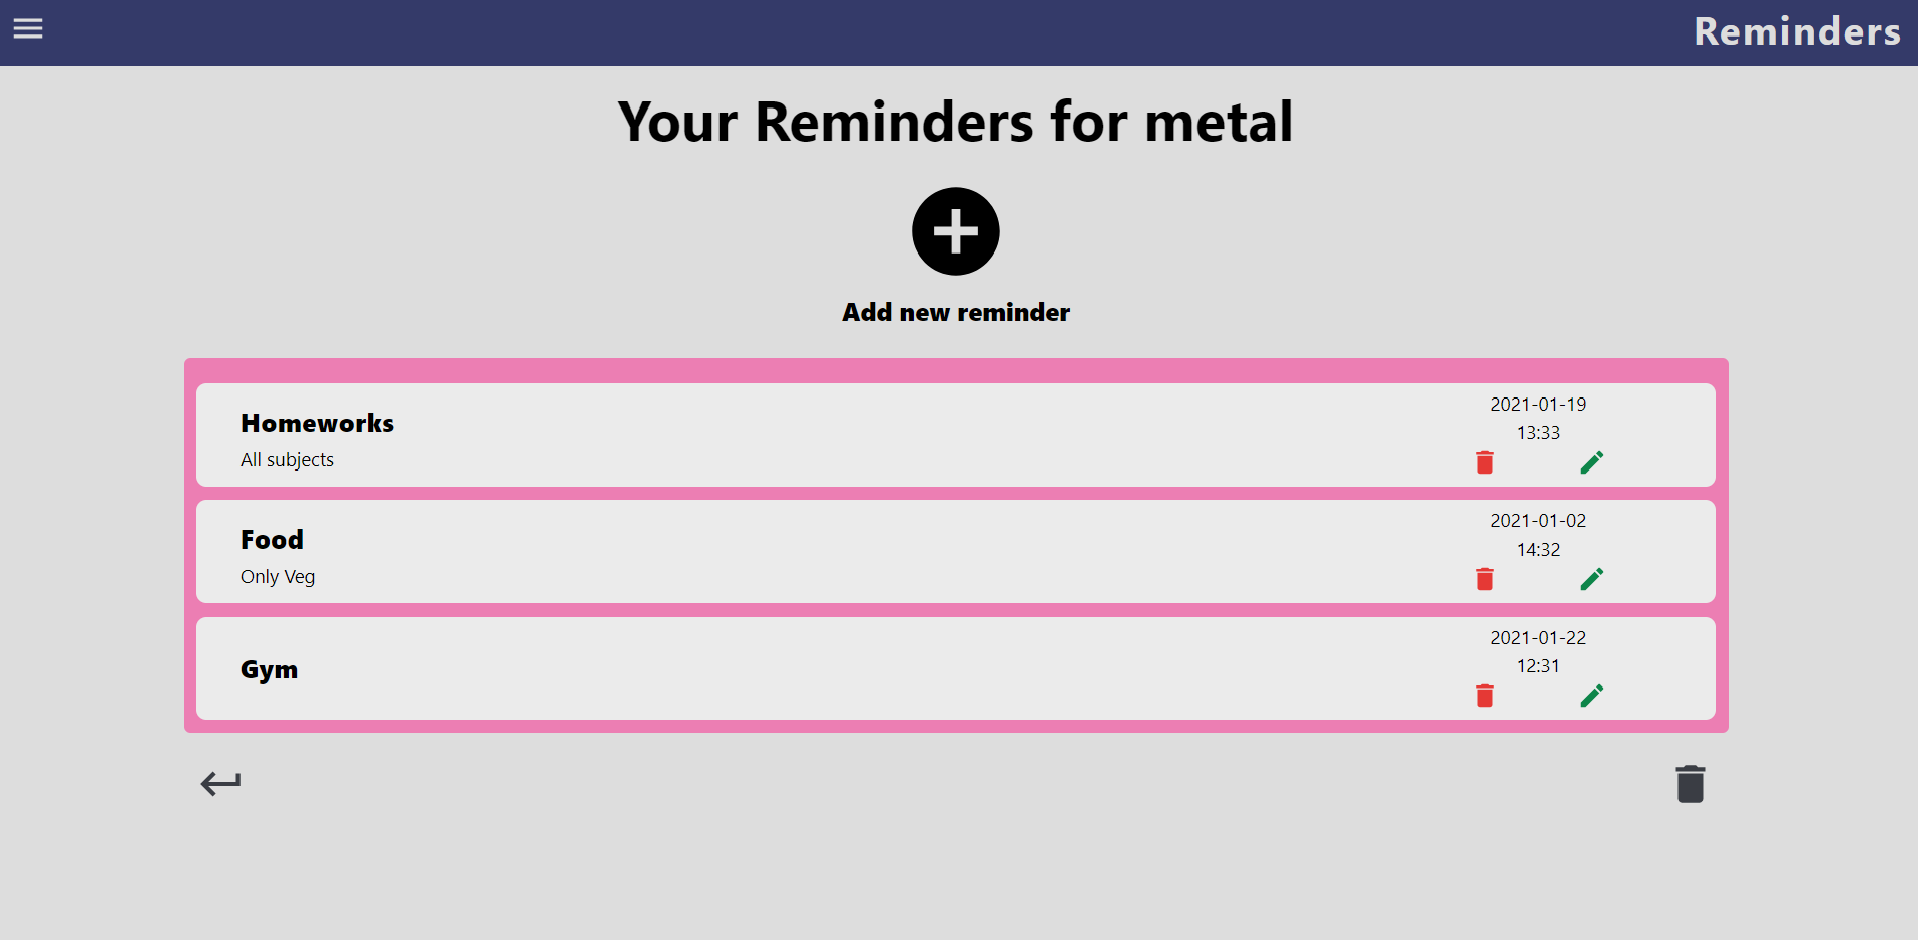 Reminders
Your Reminders for metal
Add new reminder
Homeworks
All subjects
2021-01-19
13:33
Food
Only Veg
2021-01-02
14:32
Gym
2021-01-22
12:31